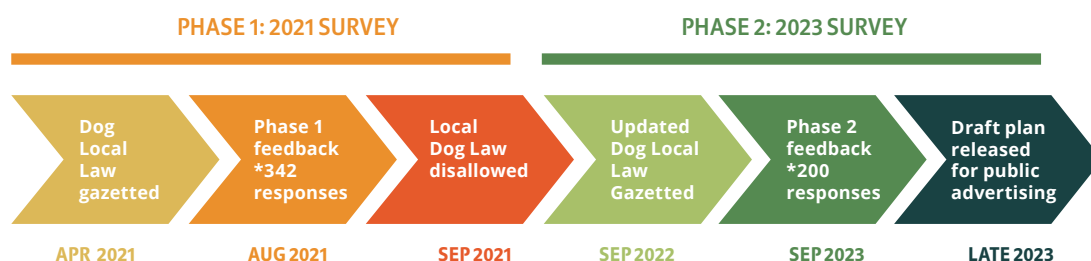 PHASE 1: 2021 SURVEY
PHASE 2: 2023 SURVEY
Dog
Local
Law
gazetted
Phase 1
feedback
*342
responses
Local
Dog Law
disallowed
Updated
Dog Local
Law
Gazetted
Phase 2
feedback
*200
responses
Draft plan
released
for public
advertising
APR 2021
AUG 2021
SEP 2021
SEP 2022
SEP 2023
LATE 2023